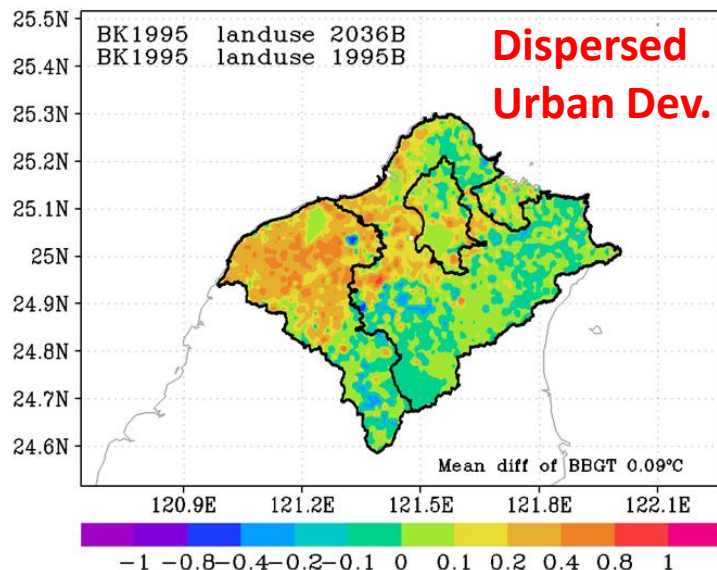 BK1995 landuse 2036B
BK1995 landuse 1995B
Dispersed
Urban Dev.
25.5N
25.4N
25.3N
25.2N
25.1N
25N
24.9N
24.8N
24.7N
24.6N
Mean diff of BBGT 0.09°C
120.9E 121.2E 121.5E 121.8E 122.1E
-1 -0.8 -0.4 -0.2 -0.1 0 0.1 0.2 0.4 0.8 1